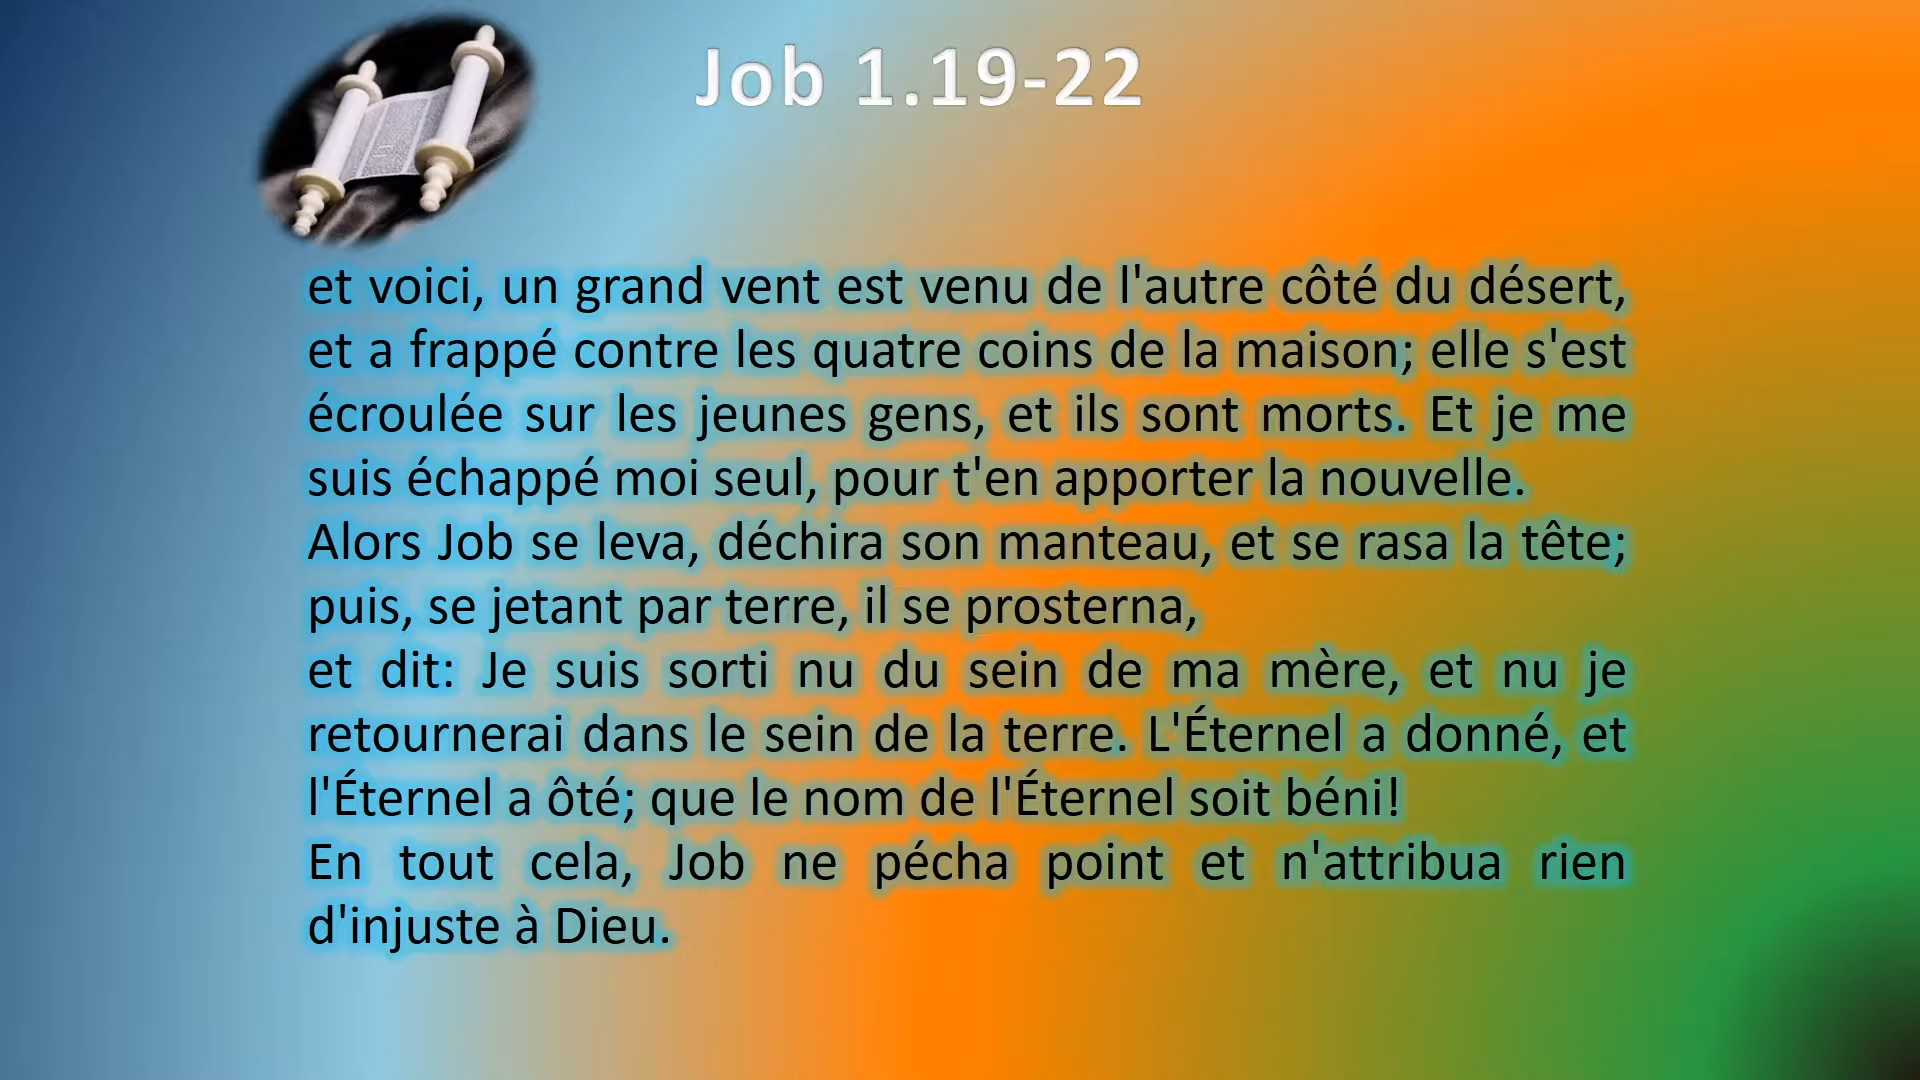 Job 1.19-22
et voici, un grand vent est venu de l'autre côté du désert,
et a frappé contre les quatre coins de la maison; elle s'est
écroulée sur les jeunes gens, et ils sont morts. Et je me
suis échappé moi seul, pour t'en apporter la nouvelle.
Alors Job se leva, déchira son manteau, et se rasa la tête;
puis, se jetant par terre, il se prosterna,
et dit: Je suis sorti nu du sein de ma mère, et nu je
retournerai dans le sein de la terre. L'Éternel a donné, et
l'Éternel a ôté; que le nom de l'Éternel soit béni!
En tout cela, Job ne pécha point et n'attribua rien
d'injuste à Dieu.